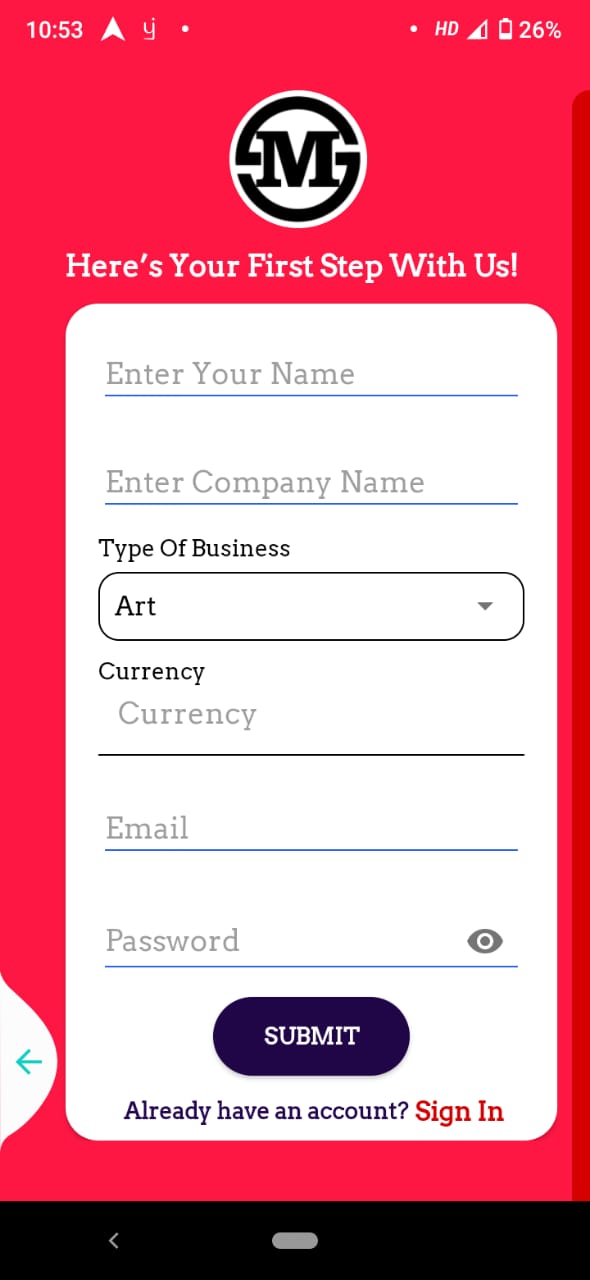 10:53 HD 26%
M
Here’s Your First Step With Us!
Enter Your Name
Enter Company Name
Type Of Business
Art
Currency
Currency
Email
Password
SUBMIT
Already have an account? Sign In